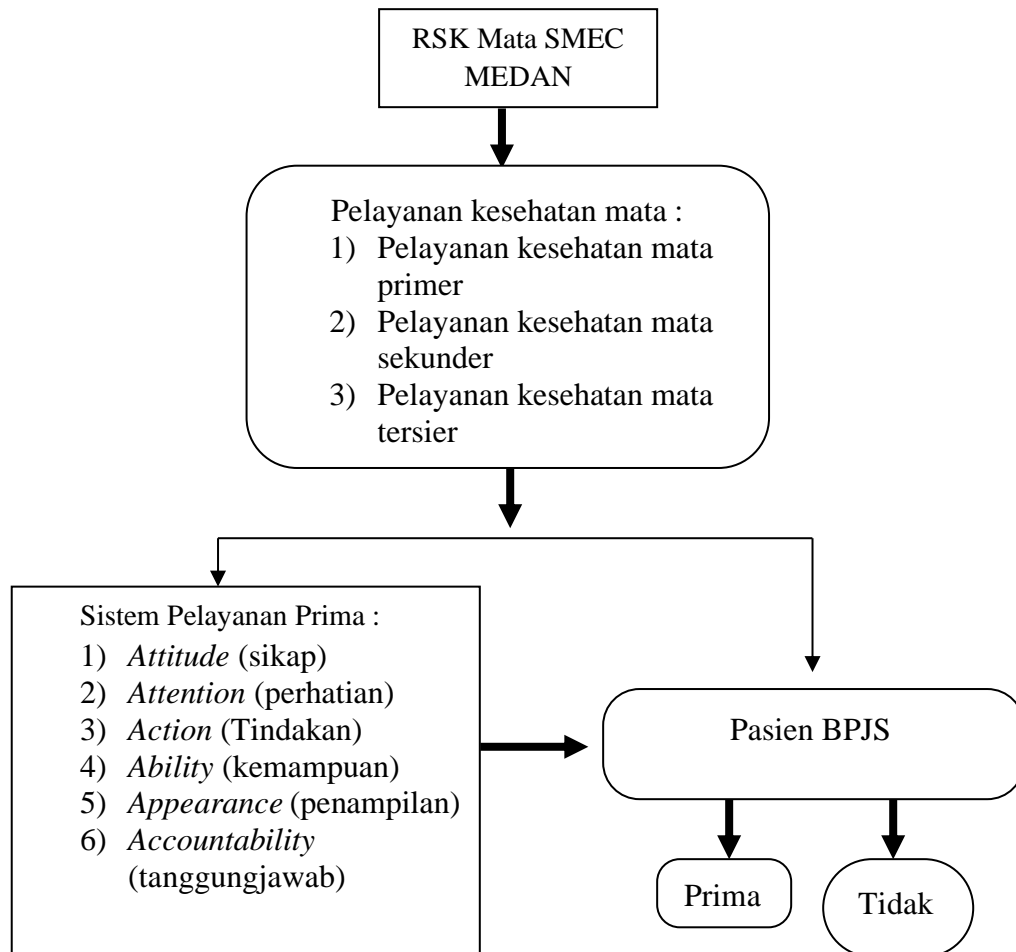 RSK Mata SMEC
MEDAN
Pelayanan kesehatan mata :
1) Pelayanan kesehatan mata
primer
2) Pelayanan kesehatan mata
sekunder
3) Pelayanan kesehatan mata
tersier
Sistem Pelayanan Prima :
1) Attitude (sikap)
2) Attention (perhatian)
3) Action (Tindakan)
4) Ability (kemampuan)
5) Appearance (penampilan)
6) Accountability
(tanggungjawab)
Pasien BPJS
Prima
Tidak